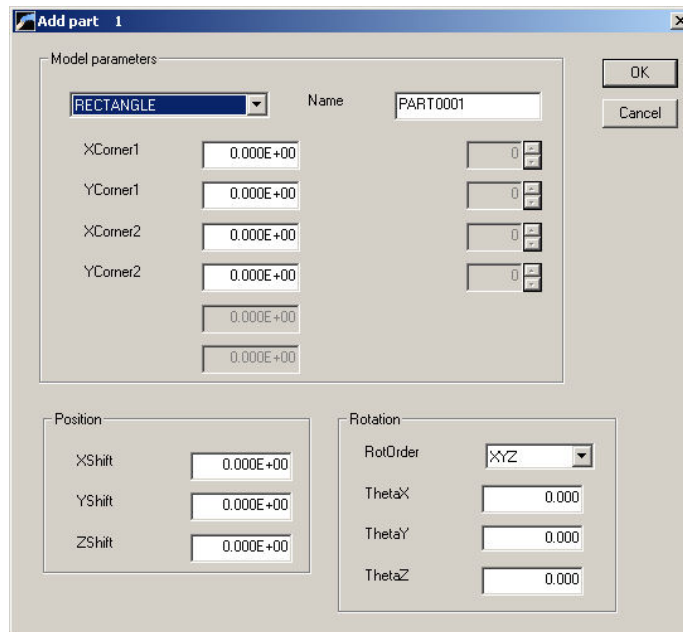 Add part 1
Model parameters
OK
RECTANGLE Name PART0001
Cancel
XCorner1 0.000E+00 0
YCorner1 0.000E+00 0
XCorner2 0.000E+00 0
YCorner2 0.000E+00 0
0.000E+00
0.000E+00
Position
XShift 0.000E+00
YShift 0.000E+00
ZShift 0.000E+00
Rotation
RotOrder XYZ
ThetaX 0.000
ThetaY 0.000
ThetaZ 0.000